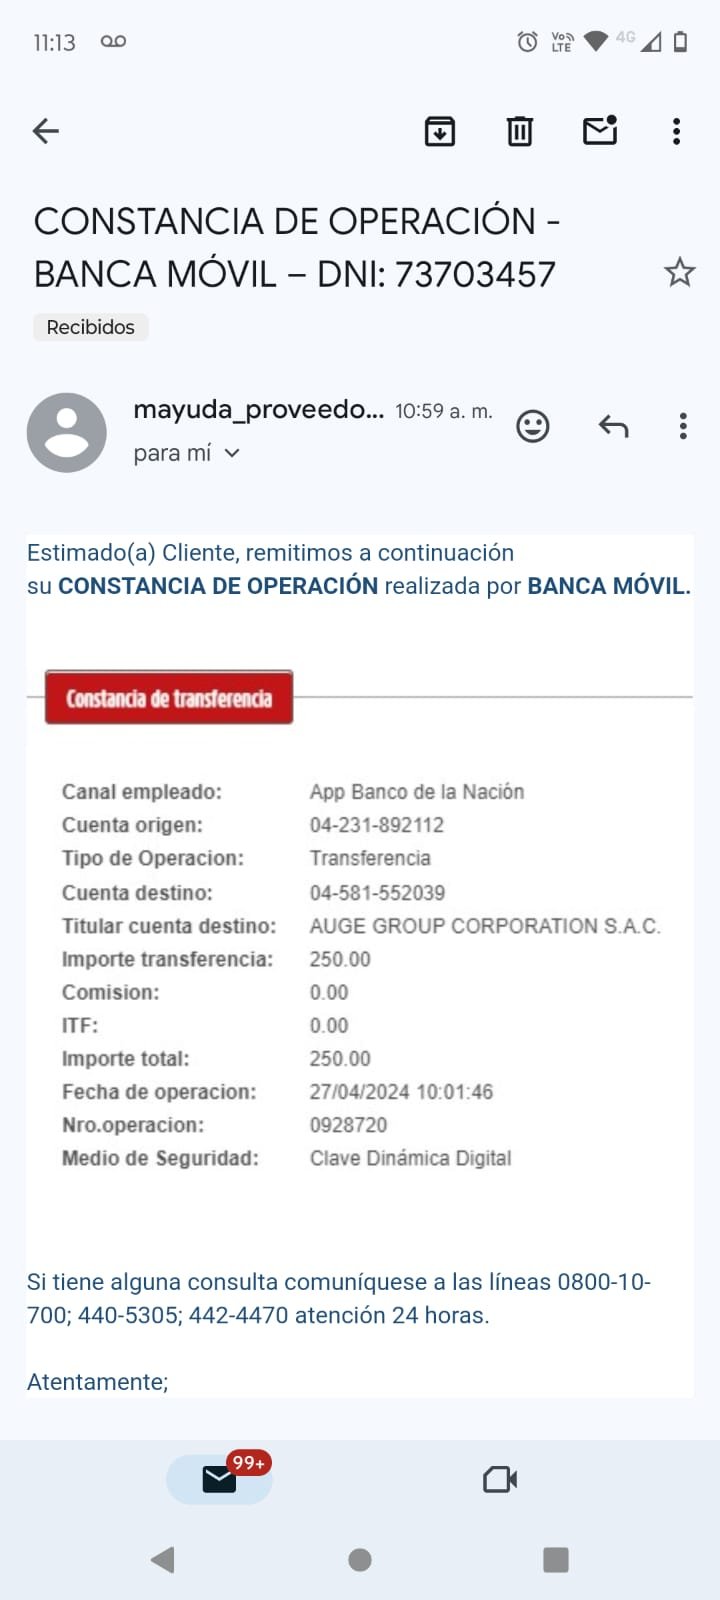 11:13
Vo LTE 4G
CONSTANCIA DE OPERACIÓN -
BANCA MÓVIL – DNI: 73703457
Recibidos
mayuda_proveedo... 10:59 a. m.
para mí
Estimado(a) Cliente, remitimos a continuación
su CONSTANCIA DE OPERACIÓN realizada por BANCA MÓVIL.
Constancia de transferencia
Canal empleado: App Banco de la Nación
Cuenta origen: 04-231-892112
Tipo de Operacion: Transferencia
Cuenta destino: 04-581-552039
Titular cuenta destino: AUGE GROUP CORPORATION S.A.C.
Importe transferencia: 250.00
Comision: 0.00
ITF: 0.00
Importe total: 250.00
Fecha de operacion: 27/04/2024 10:01:46
Nro.operacion: 0928720
Medio de Seguridad: Clave Dinámica Digital
Si tiene alguna consulta comuníquese a las líneas 0800-10-
700; 440-5305; 442-4470 atención 24 horas.
Atentamente;
99+